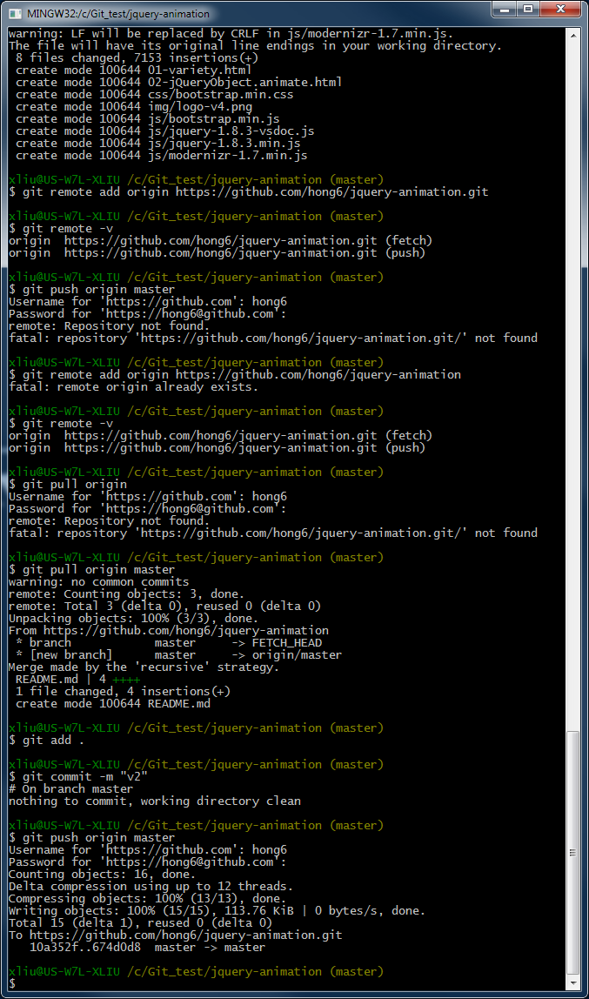 MINGW32:/c/Git_test/jquery-animation
warning: LF will be replaced by CRLF in js/modernizr-1.7.min.js.
The file will have its original line endings in your working directory.
 8 files changed, 7153 insertions(+)
 create mode 100644 01-variety.html
 create mode 100644 02-jQueryObject.animate.html
 create mode 100644 css/bootstrap.min.css
 create mode 100644 img/logo-v4.png
 create mode 100644 js/bootstrap.min.js
 create mode 100644 js/jquery-1.8.3-vsdoc.js
 create mode 100644 js/jquery-1.8.3.min.js
 create mode 100644 js/modernizr-1.7.min.js
xliu@US-W7L-XLIU /c/Git_test/jquery-animation (master)
$ git remote add origin https://github.com/hong6/jquery-animation.git
xliu@US-W7L-XLIU /c/Git_test/jquery-animation (master)
$ git remote -v
origin  https://github.com/hong6/jquery-animation.git (fetch)
origin  https://github.com/hong6/jquery-animation.git (push)
xliu@US-W7L-XLIU /c/Git_test/jquery-animation (master)
$ git push origin master
Username for 'https://github.com': hong6
Password for 'https://hong6@github.com':
remote: Repository not found.
fatal: repository 'https://github.com/hong6/jquery-animation.git/' not found
xliu@US-W7L-XLIU /c/Git_test/jquery-animation (master)
$ git remote add origin https://github.com/hong6/jquery-animation
fatal: remote origin already exists.
xliu@US-W7L-XLIU /c/Git_test/jquery-animation (master)
$ git remote -v
origin  https://github.com/hong6/jquery-animation.git (fetch)
origin  https://github.com/hong6/jquery-animation.git (push)
xliu@US-W7L-XLIU /c/Git_test/jquery-animation (master)
$ git pull origin
Username for 'https://github.com': hong6
Password for 'https://hong6@github.com':
remote: Repository not found.
fatal: repository 'https://github.com/hong6/jquery-animation.git/' not found
xliu@US-W7L-XLIU /c/Git_test/jquery-animation (master)
$ git pull origin master
warning: no common commits
remote: Counting objects: 3, done.
remote: Total 3 (delta 0), reused 0 (delta 0)
Unpacking objects: 100% (3/3), done.
From https://github.com/hong6/jquery-animation
 * branch            master     -> FETCH_HEAD
 * [new branch]      master     -> origin/master
Merge made by the 'recursive' strategy.
 README.md | 4 ++++
 1 file changed, 4 insertions(+)
 create mode 100644 README.md
xliu@US-W7L-XLIU /c/Git_test/jquery-animation (master)
$ git add .
xliu@US-W7L-XLIU /c/Git_test/jquery-animation (master)
$ git commit -m "v2"
# On branch master
nothing to commit, working directory clean
xliu@US-W7L-XLIU /c/Git_test/jquery-animation (master)
$ git push origin master
Username for 'https://github.com': hong6
Password for 'https://hong6@github.com':
Counting objects: 16, done.
Delta compression using up to 12 threads.
Compressing objects: 100% (13/13), done.
Writing objects: 100% (15/15), 113.76 KiB | 0 bytes/s, done.
Total 15 (delta 1), reused 0 (delta 0)
To https://github.com/hong6/jquery-animation.git
   10a352f..674d0d8  master -> master
xliu@US-W7L-XLIU /c/Git_test/jquery-animation (master)
$